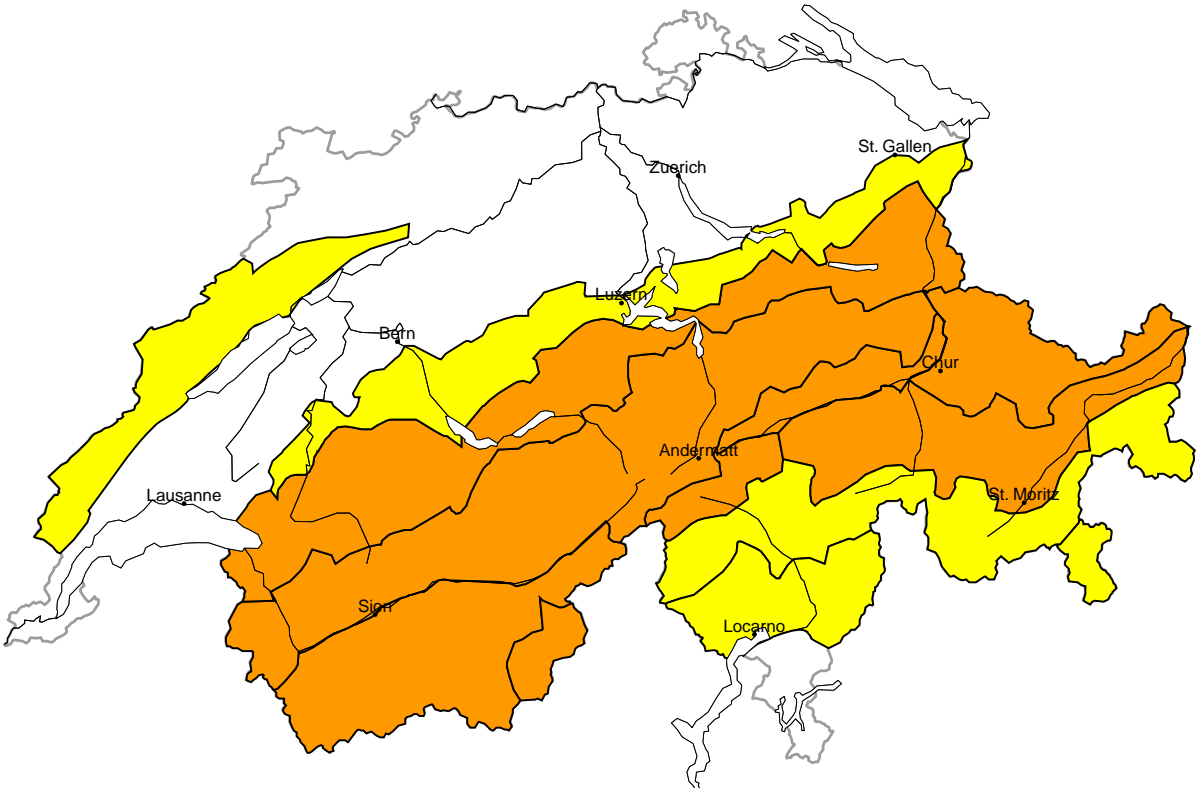 St. Gallen
Zuerich
Luzern
Bern
Chur
Andermatt
St. Moritz
Lausanne
Sion
Locarno